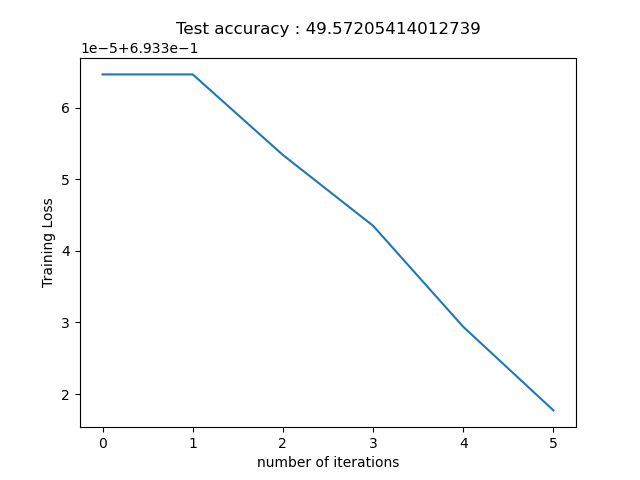 Test accuracy : 49.57205414012739
1e−5+6.933e−1
6
5
4
3
2
Training Loss
0 1 2 3 4 5
number of iterations